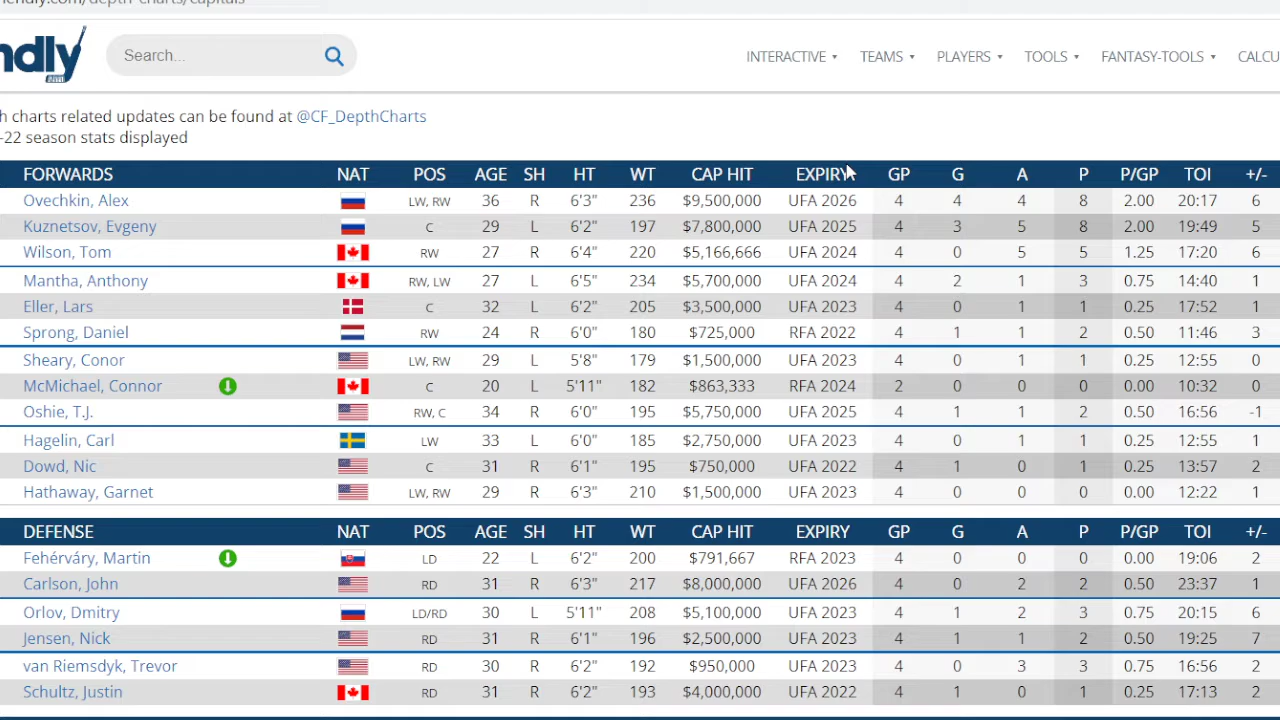 ndly
Search...
INTERACTIVE TEAMS PLAYERS TOOLS FANTASY-TOOLS CALCU
h charts related updates can be found at @CF_DepthCharts
-22 season stats displayed
FORWARDS NAT POS AGE SH HT WT CAP HIT EXPIRY GP G A P P/GP TOI +/-
Ovechkin, Alex LW, RW 36 R 6'3" 236 $9,500,000 UFA 2026 4 4 4 8 2.00 20:17 6
Kuznetsov, Evgeny C 29 L 6'2" 197 $7,800,000 UFA 2025 4 3 5 8 2.00 19:49 5
Wilson, Tom RW 27 R 6'4" 220 $5,166,666 UFA 2024 4 0 5 5 1.25 17:20 6
Mantha, Anthony RW, LW 27 L 6'5" 234 $5,700,000 UFA 2024 4 2 1 3 0.75 14:40 1
Eller, Lars C 32 L 6'2" 205 $3,500,000 UFA 2023 4 0 1 1 0.25 17:52 1
Sprong, Daniel RW 24 R 6'0" 180 $725,000 RFA 2022 4 1 1 2 0.50 11:46 3
Sheary, Conor LW, RW 29 L 5'8" 179 $1,500,000 UFA 2023 4 0 1 1 0.25 12:55 0
McMichael, Connor C 20 L 5'11" 182 $863,333 RFA 2024 2 0 0 0 0.00 10:32 0
Oshie, T.J. RW, C 34 R 6'0" 195 $5,750,000 UFA 2025 4 1 1 2 0.50 16:56 -1
Hagelin, Carl LW 33 L 6'0" 185 $2,750,000 UFA 2023 4 0 1 1 0.25 12:55 1
Dowd, Nic C 31 R 6'1" 195 $750,000 UFA 2022 4 1 0 1 0.25 13:57 2
Hathaway, Garnet LW, RW 29 R 6'3" 210 $1,500,000 UFA 2023 4 0 0 0 0.00 12:22 1
DEFENSE NAT POS AGE SH HT WT CAP HIT EXPIRY GP G A P P/GP TOI +/-
Fehérváry, Martin LD 22 L 6'2" 200 $791,667 RFA 2023 4 0 0 0 0.00 19:06 2
Carlson, John RD 31 R 6'3" 217 $8,000,000 UFA 2026 4 0 2 2 0.50 23:37 1
Orlov, Dmitry LD/RD 30 L 5'11" 208 $5,100,000 UFA 2023 4 1 2 3 0.75 20:15 6
Jensen, Nick RD 31 R 6'1" 196 $2,500,000 UFA 2023 4 1 1 2 0.50 19:25 7
van Riemsdyk, Trevor RD 30 R 6'2" 192 $950,000 UFA 2023 4 0 3 3 0.75 16:56 2
Schultz, Justin RD 31 R 6'2" 193 $4,000,000 UFA 2022 4 1 0 1 0.25 17:13 2